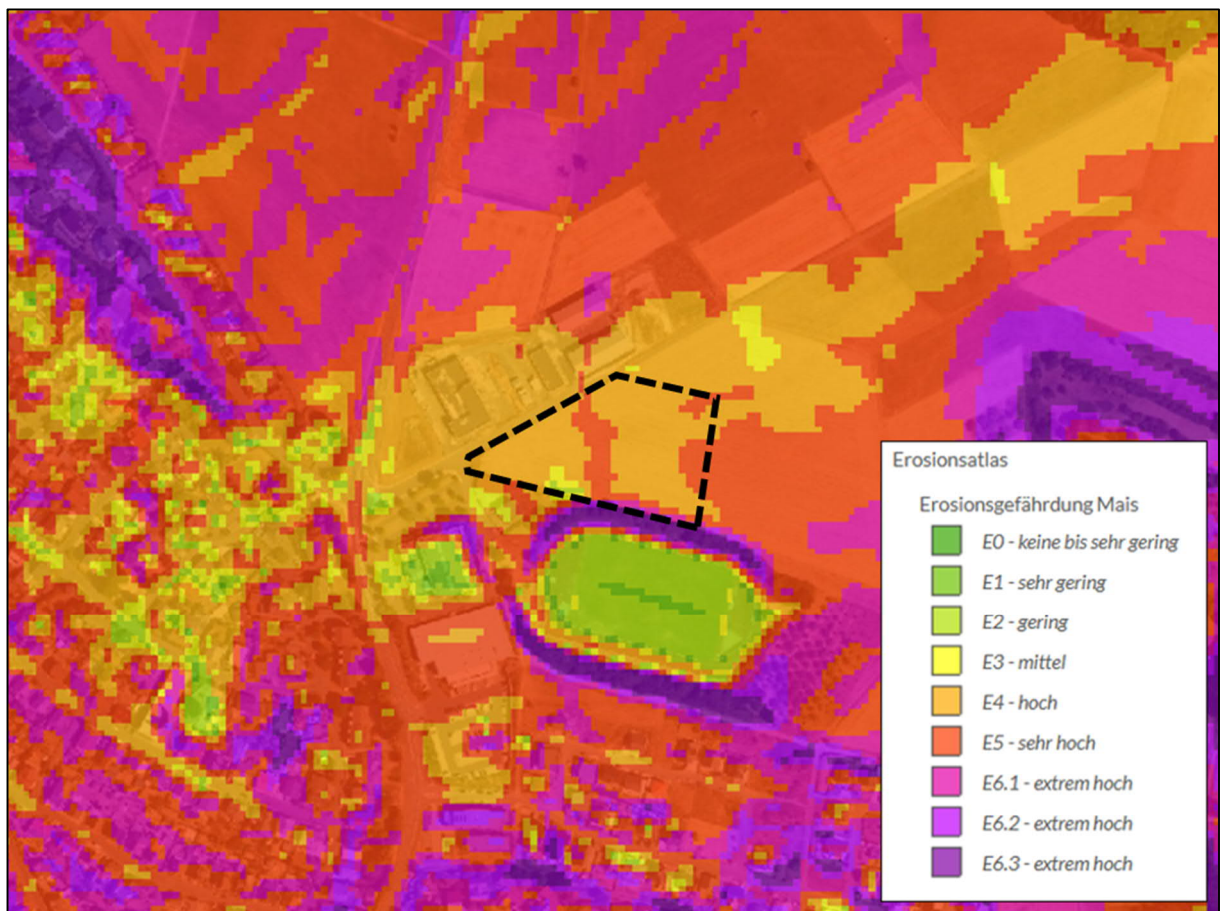 Erosionsatlas
Erosionsgefährdung Mais
E0 - keine bis sehr gering
E1 - sehr gering
E2 - gering
E3 - mittel
E4 - hoch
E5 - sehr hoch
E6.1 - extrem hoch
E6.2 - extrem hoch
E6.3 - extrem hoch